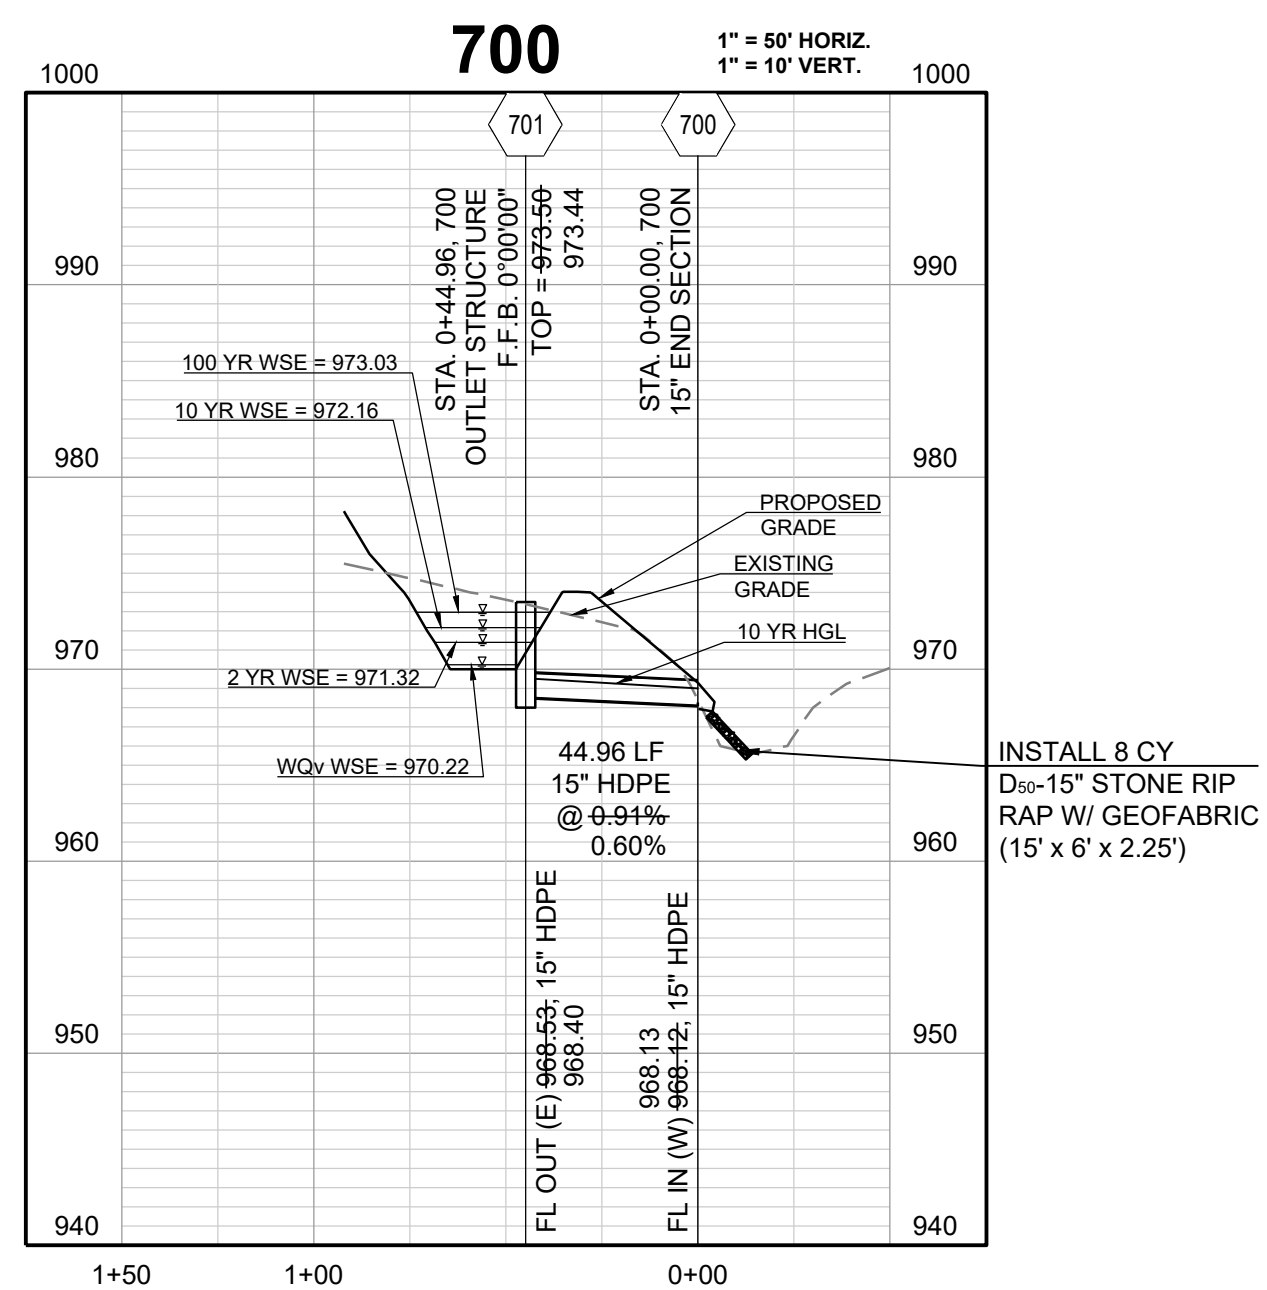 700
1" = 50' HORIZ.
1" = 10' VERT.
1000
1000
701
700
STA. 0+44.96, 700
OUTLET STRUCTURE
F.F.B. 0°00'00"
TOP = 973.50
973.44
STA. 0+00.00, 700
15" END SECTION
990
990
100 YR WSE = 973.03
10 YR WSE = 972.16
980
980
PROPOSED
GRADE
EXISTING
GRADE
10 YR HGL
970
970
2 YR WSE = 971.32
WQv WSE = 970.22
44.96 LF
15" HDPE
@ 0.91%
0.60%
INSTALL 8 CY
D50-15" STONE RIP
RAP W/ GEOFABRIC
(15' x 6' x 2.25')
960
960
FL OUT (E) 968.53, 15" HDPE
968.40
968.13
FL IN (W) 968.12, 15" HDPE
950
950
940
940
1+50
1+00
0+00